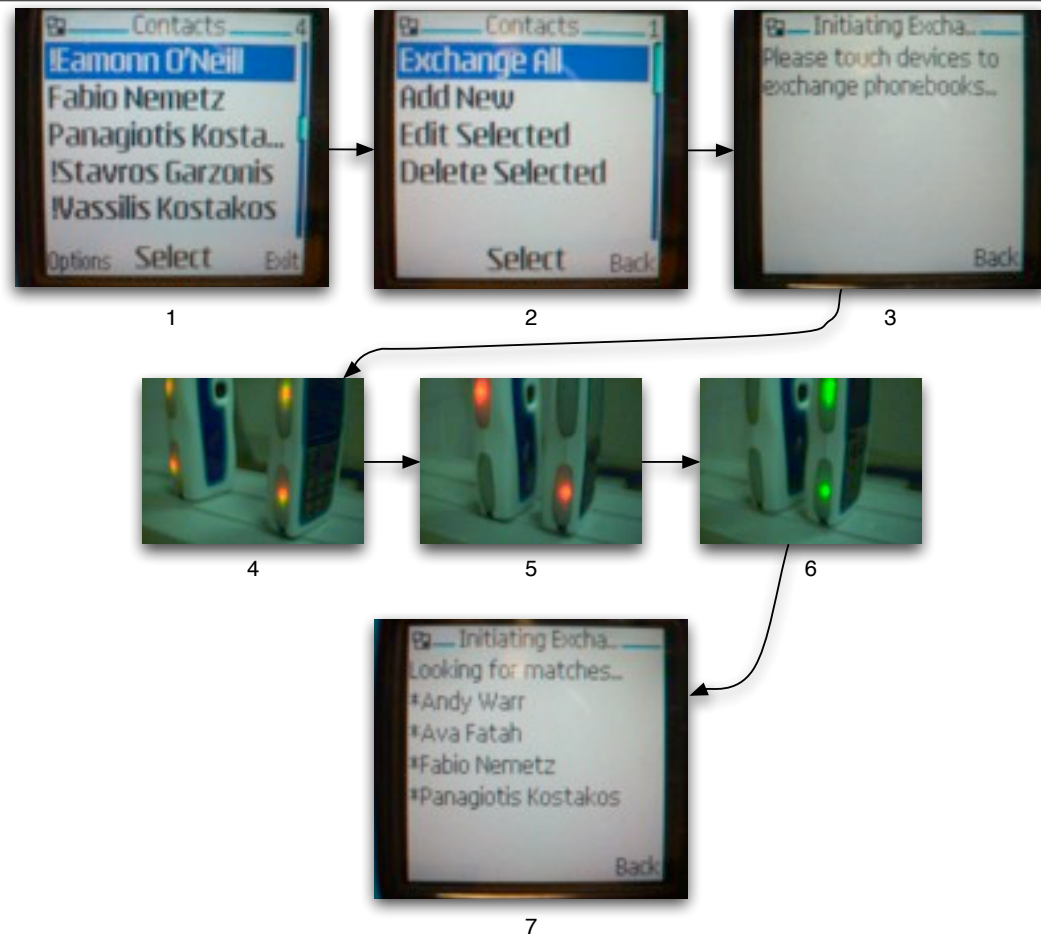 Contacts 4
!Eamonn O'Neill
Fabio Nemetz
Panagiotis Kosta...
!Stavros Garzonis
!Vassilis Kostakos
Options Select Exit
1
Contacts 1
Exchange All
Add New
Edit Selected
Delete Selected
Select Back
2
Initiating Excha...
Please touch devices to
exchange phonebooks...
Back
3
4
5
6
Initiating Excha...
Looking for matches...
*Andy Warr
*Ava Fatah
*Fabio Nemetz
*Panagiotis Kostakos
Back
7